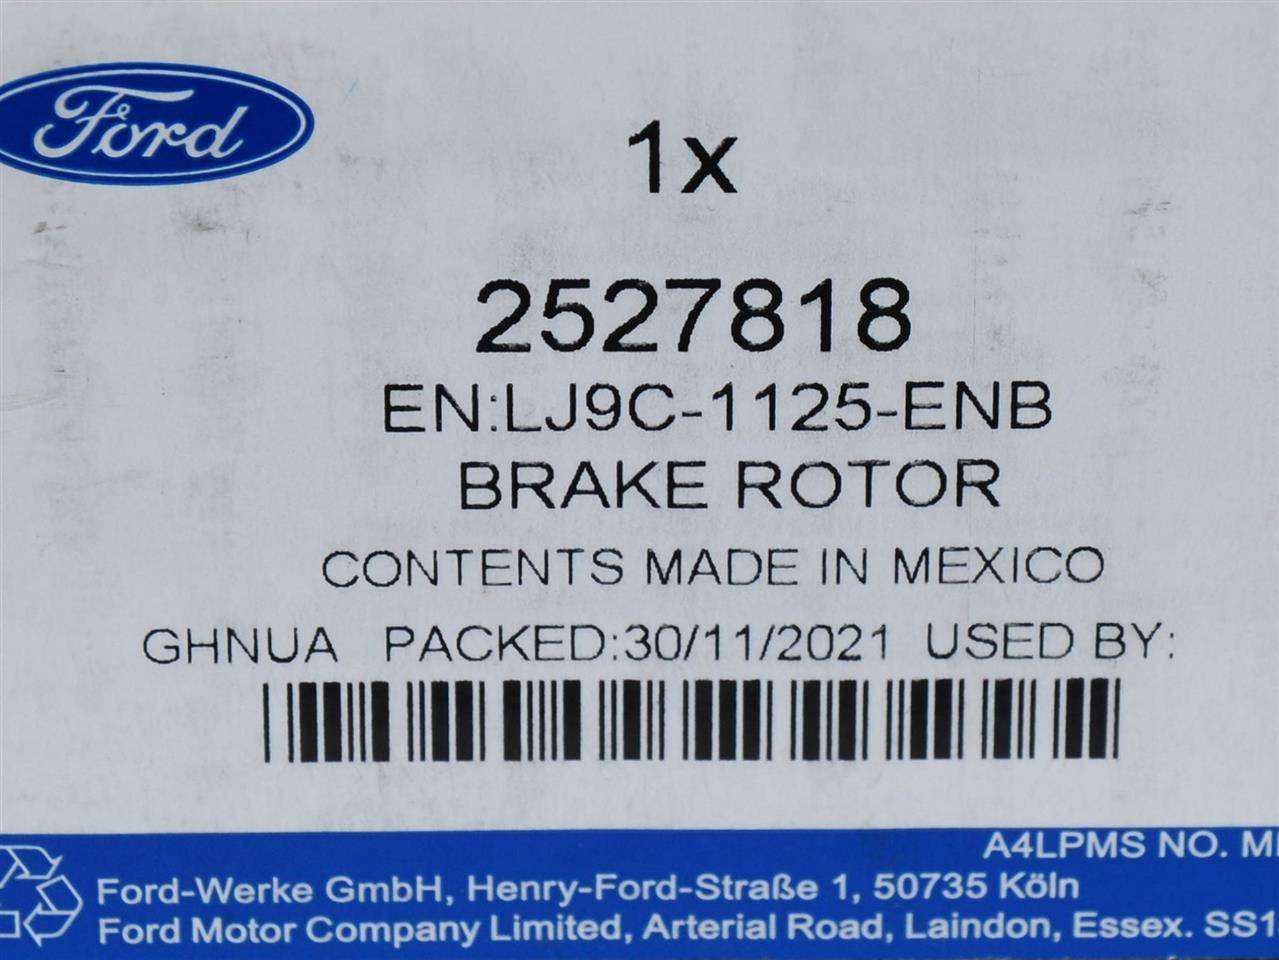 Ford
1x
2527818
EN:LJ9C-1125-ENB
BRAKE ROTOR
CONTENTS MADE IN MEXICO
GHNUA PACKED:30/11/2021 USED BY:
A4LPMS NO.
Ford-Werke GmbH, Henry-Ford-Straße 1, 50735 Köln
Ford Motor Company Limited, Arterial Road, Laindon, Essex. SS1